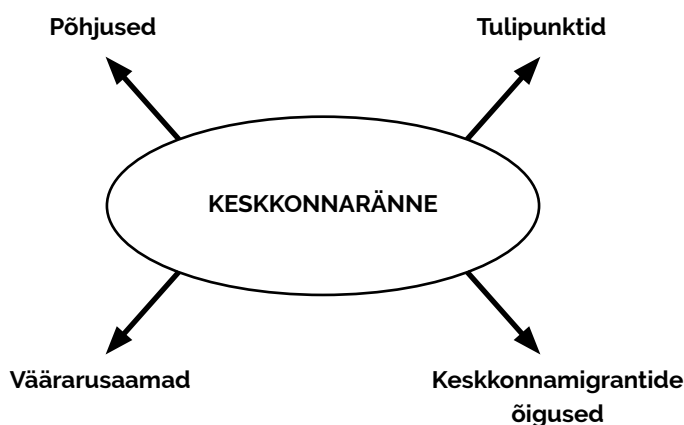 Põhjused
Tulipunktid
KESKKONNARÄNNE
Väärarusaamad
Keskkonnamigrantide
õigused